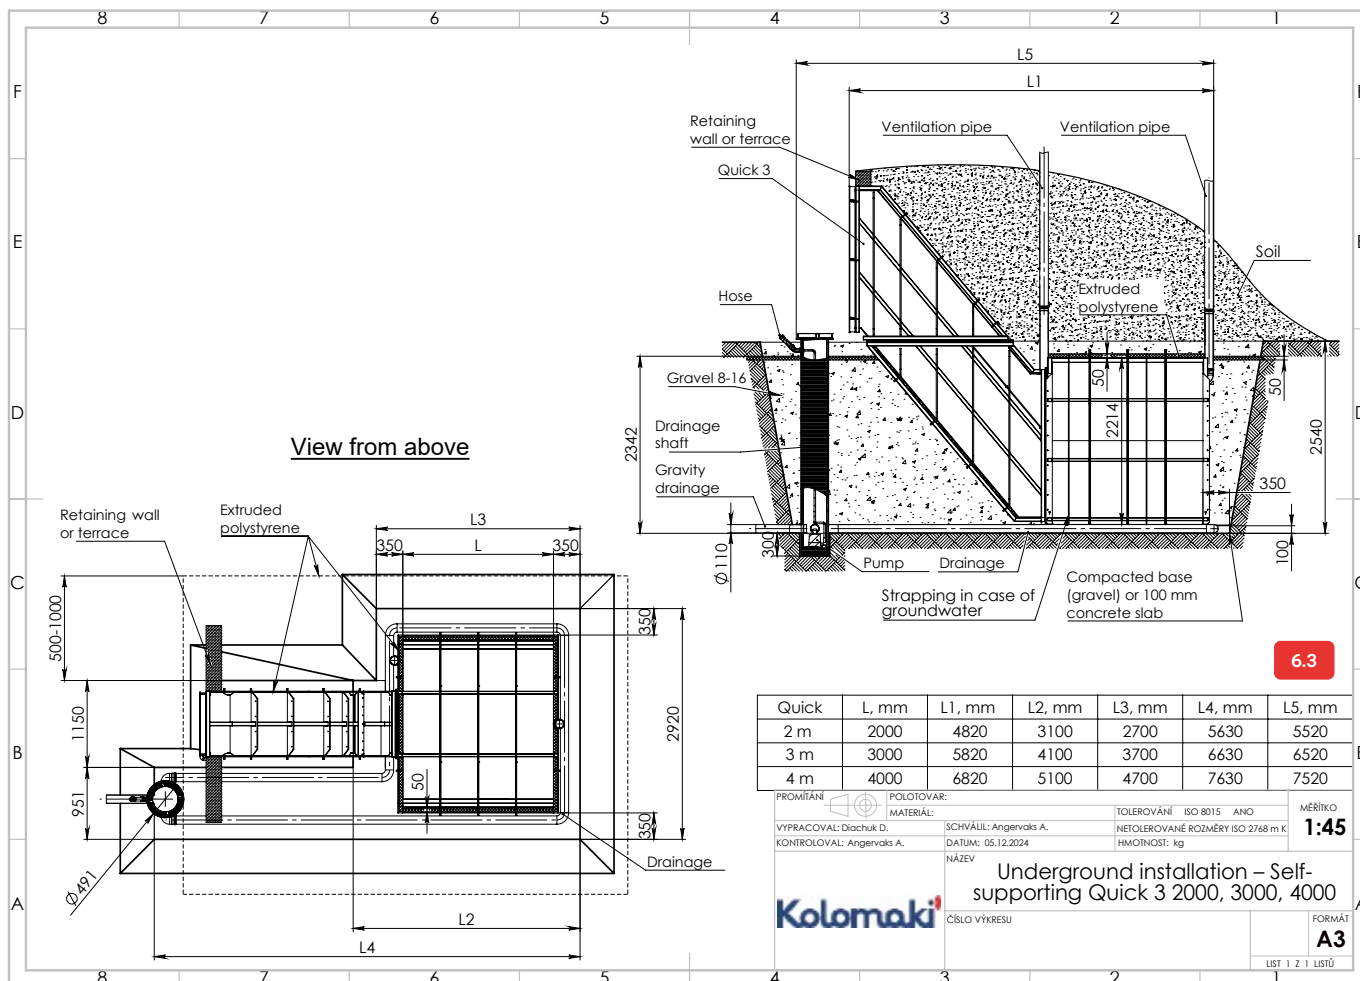 8 7 6 5 4 3 2 1
F
E
D
C
B
A
L5
L1
Retaining
wall or terrace
Ventilation pipe
Ventilation pipe
Quick 3
Soil
Extruded
polystyrene
Hose
Gravel 8-16
50
50
2214
2342
2540
Drainage
shaft
Gravity
drainage
350
Ø110
300
100
Pump
Drainage
Strapping in case of
groundwater
Compacted base
(gravel) or 100 mm
concrete slab
View from above
Retaining wall
or terrace
Extruded
polystyrene
L3
350
L
350
500-1000
350
1150
2920
951
50
350
Ø491
Drainage
L2
L4
6.3
Quick L, mm L1, mm L2, mm L3, mm L4, mm L5, mm
2 m 2000 4820 3100 2700 5630 5520
3 m 3000 5820 4100 3700 6630 6520
4 m 4000 6820 5100 4700 7630 7520
PROMÍTÁNÍ
POLOTOVAR:
MATERIÁL:
TOLEROVÁNÍ ISO 8015 ANO
MĚŘÍTKO
1:45
VYPRACOVAL: Diachuk D.
SCHVÁLIL: Angervaks A.
NETOLEROVANÉ ROZMĚRY ISO 2768 m K
KONTROLOVAL: Angervaks A.
DATUM: 05.12.2024
HMOTNOST: kg
NÁZEV
Underground installation – Self-
supporting Quick 3 2000, 3000, 4000
Kolomaki
ČÍSLO VÝKRESU
FORMÁT
A3
LIST 1 Z 1 LISTŮ
8 7 6 5 4 3 2 1